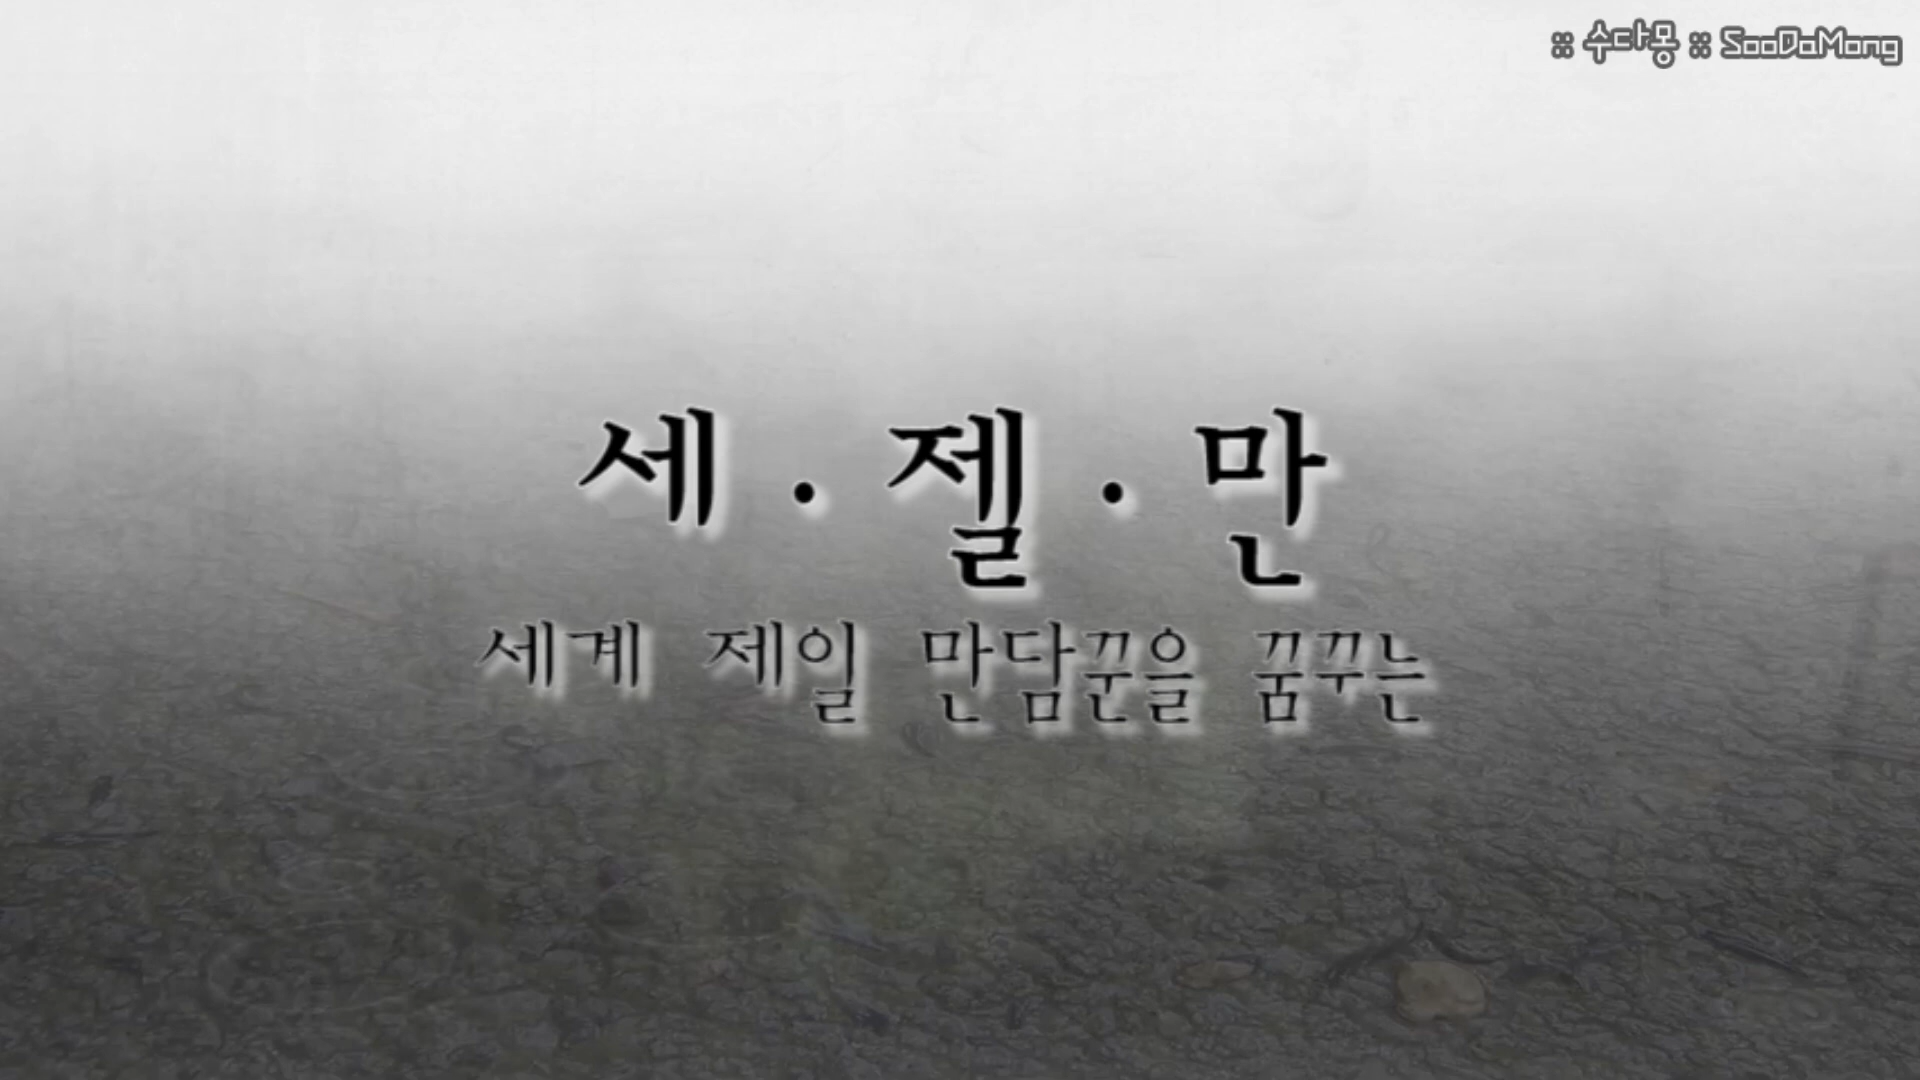 :: 수다몽 :: SooDaMong
세 · 젤 · 만
세계 제일 만담꾼을 꿈꾸는